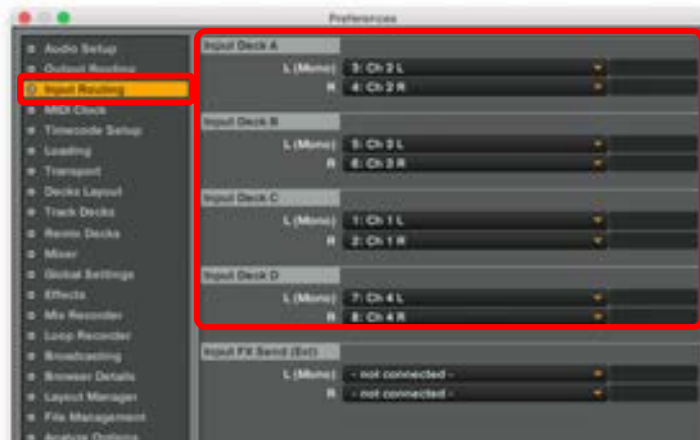 Preferences
Audio Setup
Output Routing
Input Routing
MIDI Clock
Timecode Setup
Loading
Transport
Decks Layout
Track Decks
Remix Decks
Mixer
Global Settings
Effects
Mix Recorder
Loop Recorder
Broadcasting
Browser Details
Layout Manager
File Management
Analyze Options
Input Deck A
L (Mono) 3: Ch 2 L
R 4: Ch 2 R
Input Deck B
L (Mono) 5: Ch 3 L
R 6: Ch 3 R
Input Deck C
L (Mono) 1: Ch 1 L
R 2: Ch 1 R
Input Deck D
L (Mono) 7: Ch 4 L
R 8: Ch 4 R
Input FX Send (Ext)
L (Mono) - not connected -
R - not connected -